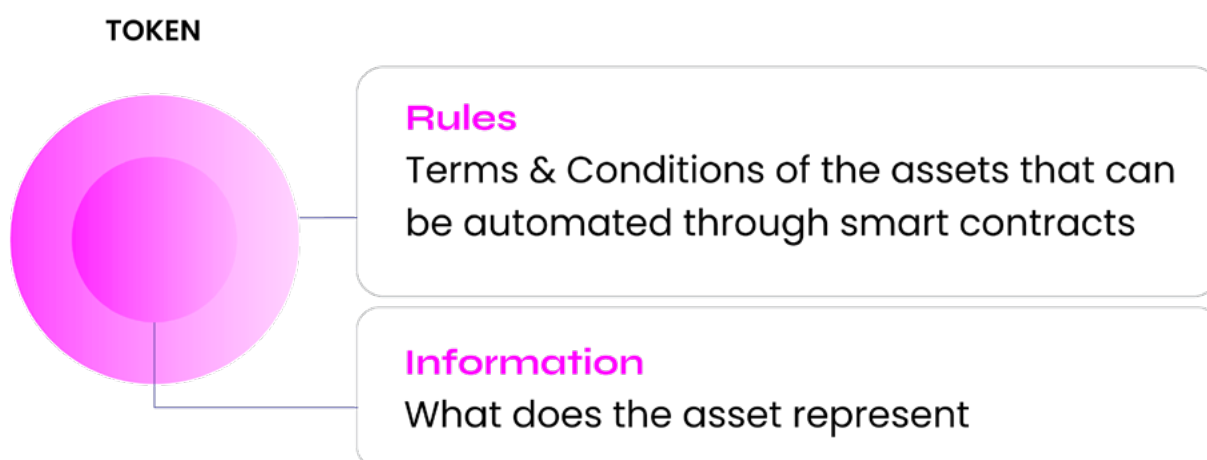 TOKEN
Rules
Terms & Conditions of the assets that can
be automated through smart contracts
Information
What does the asset represent